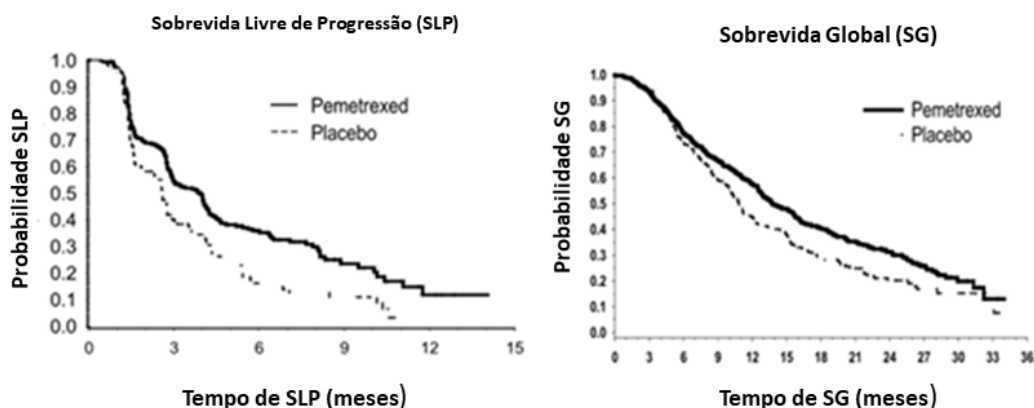 Sobrevida Livre de Progressão (SLP)
Probabilidade SLP
1.0
0.9
0.8
0.7
0.6
0.5
0.4
0.3
0.2
0.1
0.0
Pemetrexed
Placebo
0 3 6 9 12 15
Tempo de SLP (meses)
Sobrevida Global (SG)
Probabilidade SG
1.0
0.9
0.8
0.7
0.6
0.5
0.4
0.3
0.2
0.1
0.0
Pemetrexed
Placebo
0 3 6 9 12 15 18 21 24 27 30 33 36
Tempo de SG (meses)